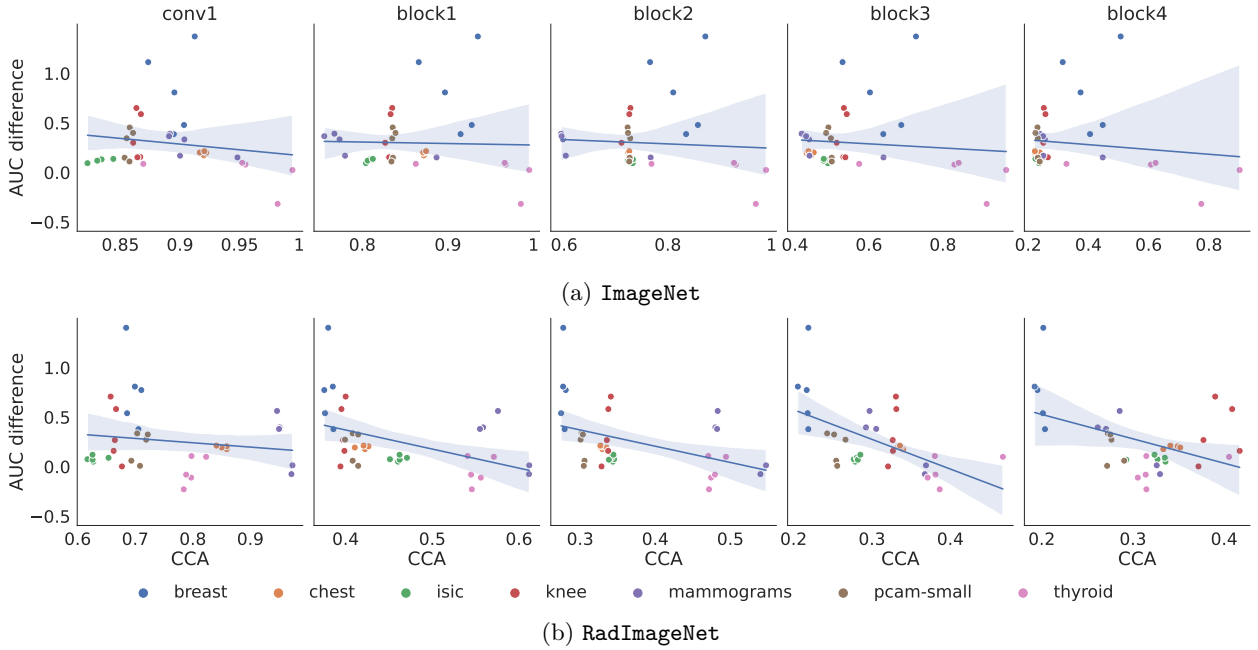 conv1 block1 block2 block3 block4
AUC difference
1.0
0.5
0.0
−0.5
0.85 0.9 0.95 1 0.8 0.9 1 0.6 0.8 1 0.4 0.6 0.8 0.2 0.4 0.6 0.8
(a) ImageNet
AUC difference
1.0
0.5
0.0
−0.5
0.6 0.7 0.8 0.9 0.4 0.5 0.6 0.3 0.4 0.5 0.2 0.3 0.4 0.2 0.3 0.4
CCA CCA CCA CCA CCA
breast chest isic knee mammograms pcam-small thyroid
(b) RadImageNet